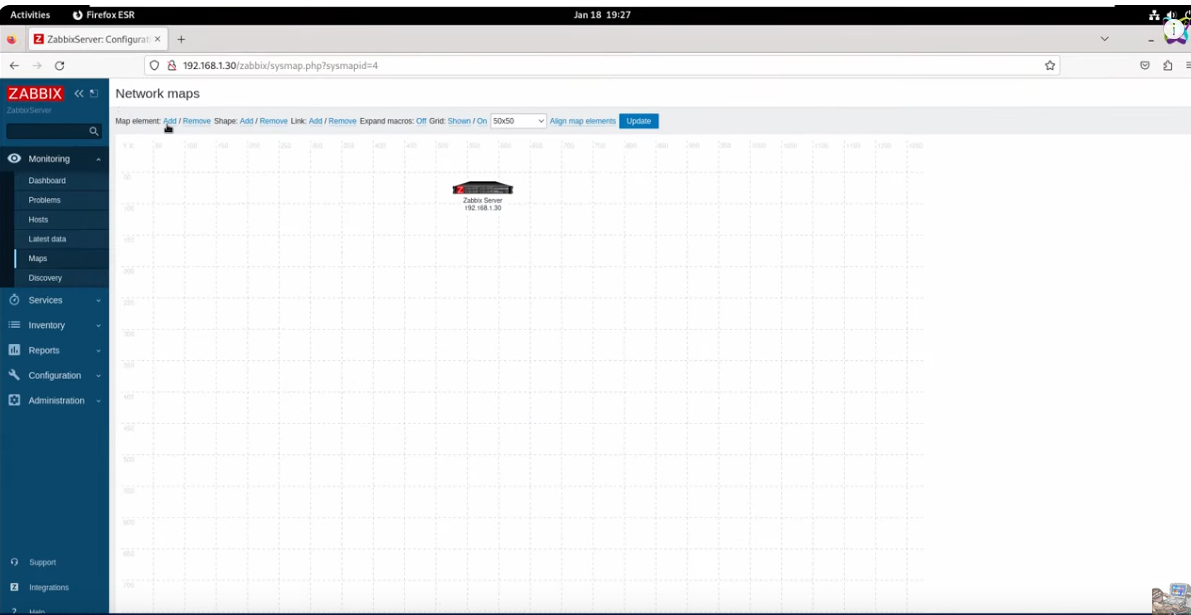 Activities Firefox ESR Jan 18 19:27
ZabbixServer: Configurat × +
192.168.1.30/zabbix/sysmap.php?sysmapid=4
ZABBIX
ZabbixServer
Network maps
Map element: Add / Remove Shape: Add / Remove Link: Add / Remove Expand macros: Off Grid: Shown / On 50x50 Align map elements Update
Monitoring
Dashboard
Problems
Hosts
Latest data
Maps
Discovery
Services
Inventory
Reports
Configuration
Administration
Support
Integrations
Help
Zabbix Server
192.168.1.30